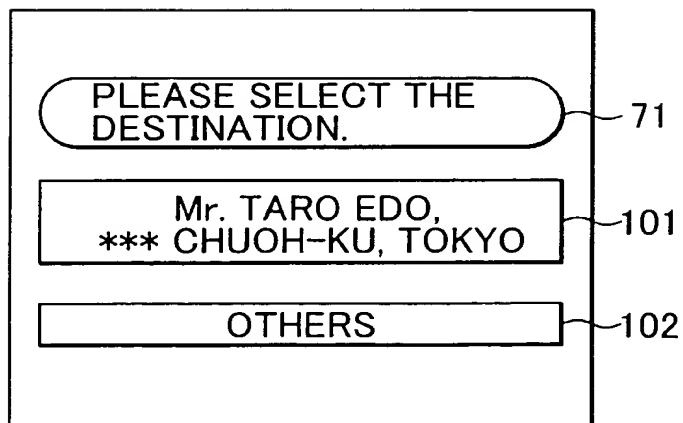 PLEASE SELECT THE
DESTINATION.
71
Mr. TARO EDO,
*** CHUOH-KU, TOKYO
101
OTHERS
102